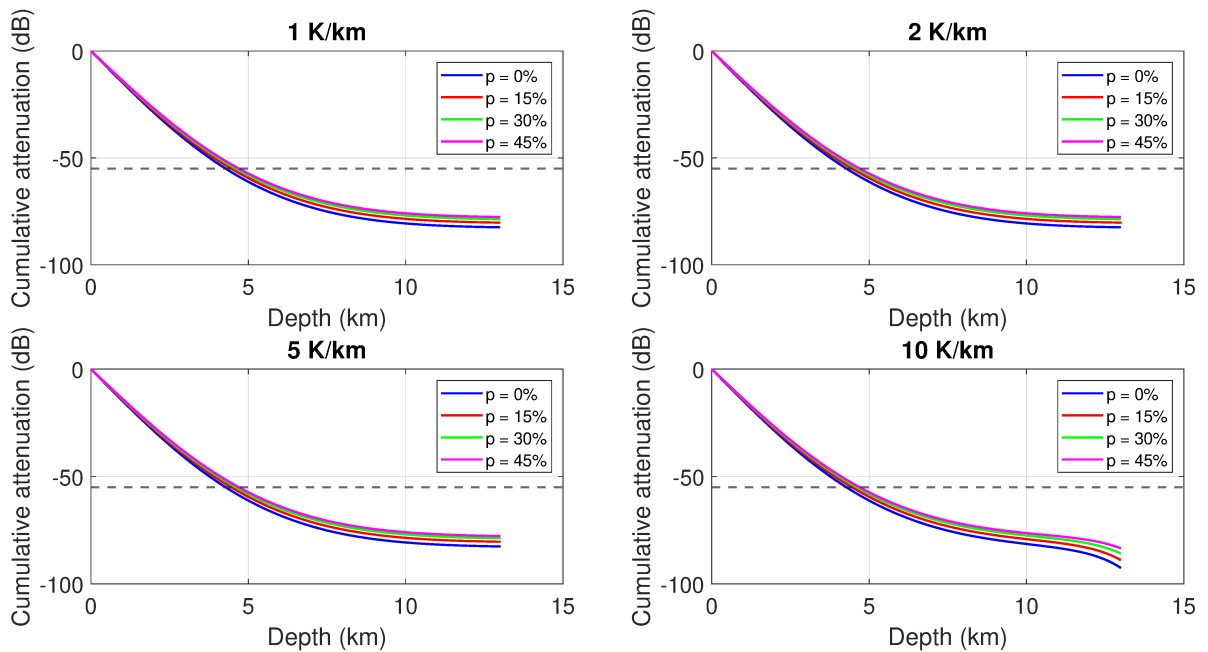 1 K/km
Cumulative attenuation (dB)
0
-50
-100
p = 0%
p = 15%
p = 30%
p = 45%
0
5
10
15
Depth (km)
2 K/km
Cumulative attenuation (dB)
0
-50
-100
p = 0%
p = 15%
p = 30%
p = 45%
0
5
10
15
Depth (km)
5 K/km
Cumulative attenuation (dB)
0
-50
-100
p = 0%
p = 15%
p = 30%
p = 45%
0
5
10
15
Depth (km)
10 K/km
Cumulative attenuation (dB)
0
-50
-100
p = 0%
p = 15%
p = 30%
p = 45%
0
5
10
15
Depth (km)